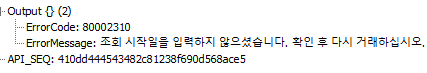 Output {} (2)
ErrorCode: 80002310
ErrorMessage: 조회 시작일을 입력하지 않으셨습니다. 확인 후 다시 거래하십시오.
API_SEQ: 410dd444543482c81238f690d568ace5